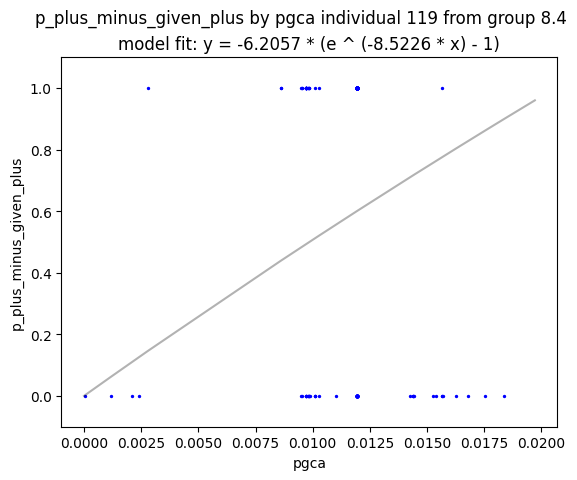 p_plus_minus_given_plus by pgca individual 119 from group 8.4
model fit: y = -6.2057 * (e ^ (-8.5226 * x) - 1)
1.0
0.8
0.6
0.4
0.2
0.0
p_plus_minus_given_plus
0.0000 0.0025 0.0050 0.0075 0.0100 0.0125 0.0150 0.0175 0.0200
pgca